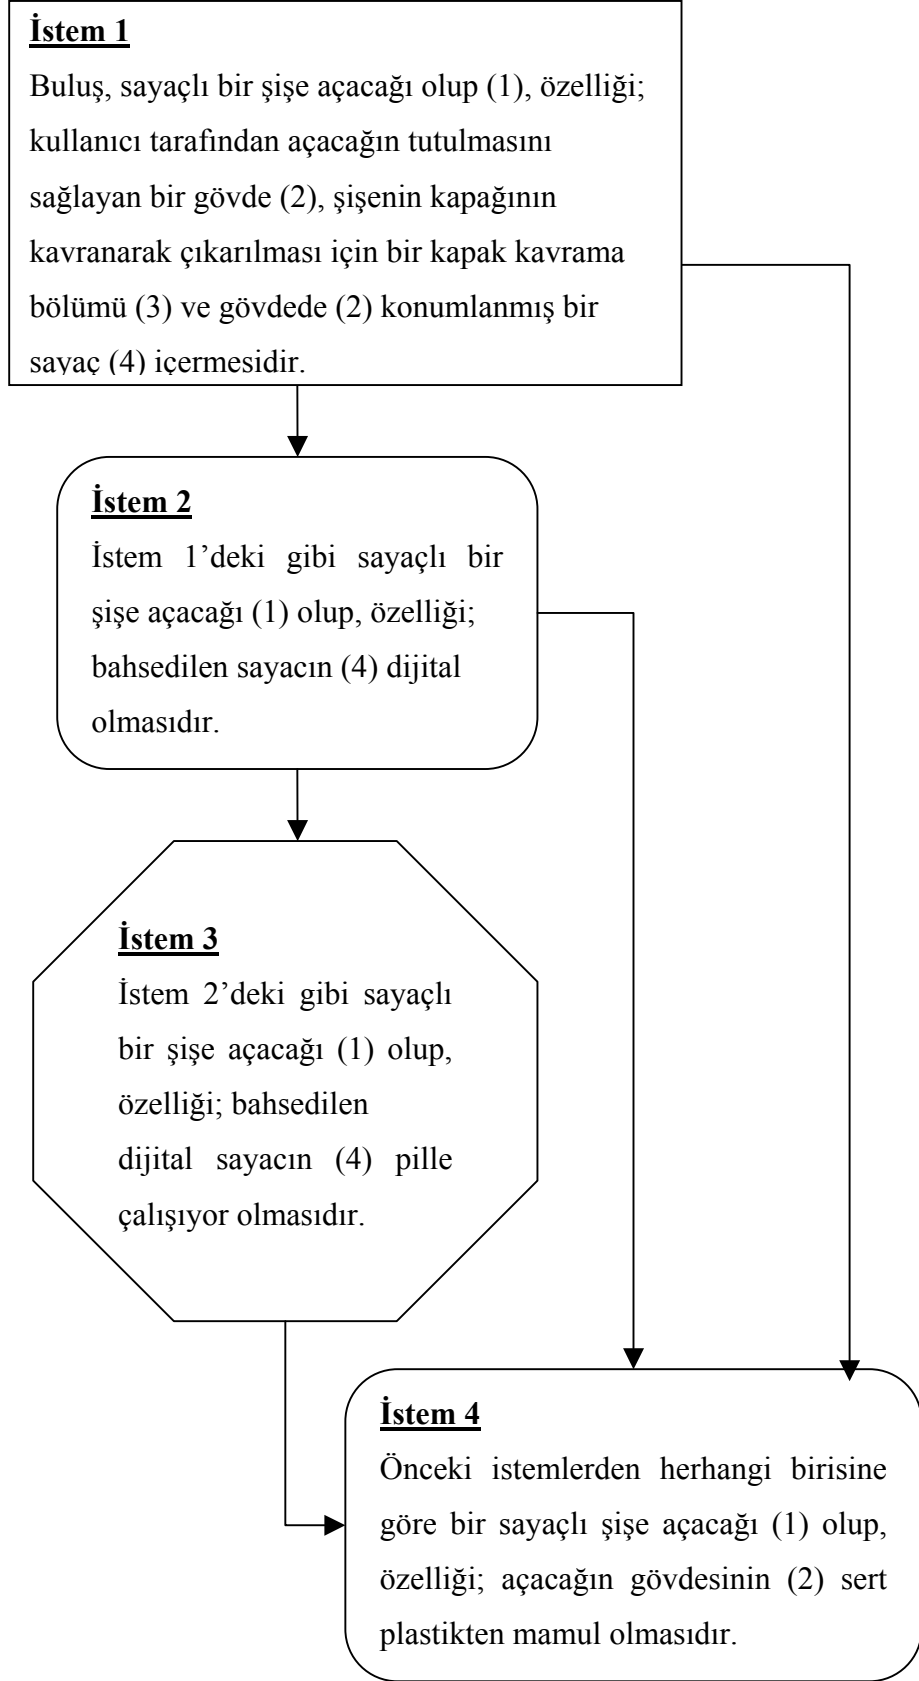 İstem 1
Buluş, sayaçlı bir şişe açacağı olup (1), özelliği;
kullanıcı tarafından açacağın tutulmasını
sağlayan bir gövde (2), şişenin kapağının
kavranarak çıkarılması için bir kapak kavrama
bölümü (3) ve gövdede (2) konumlanmış bir
sayaç (4) içermesidir.
İstem 2
İstem 1’deki gibi sayaçlı bir
şişe açacağı (1) olup, özelliği;
bahsedilen sayacın (4) dijital
olmasıdır.
İstem 3
İstem 2’deki gibi sayaçlı
bir şişe açacağı (1) olup,
özelliği; bahsedilen
dijital sayacın (4) pille
çalışıyor olmasıdır.
İstem 4
Önceki istemlerden herhangi birisine
göre bir sayaçlı şişe açacağı (1) olup,
özelliği; açacağın gövdesinin (2) sert
plastikten mamul olmasıdır.